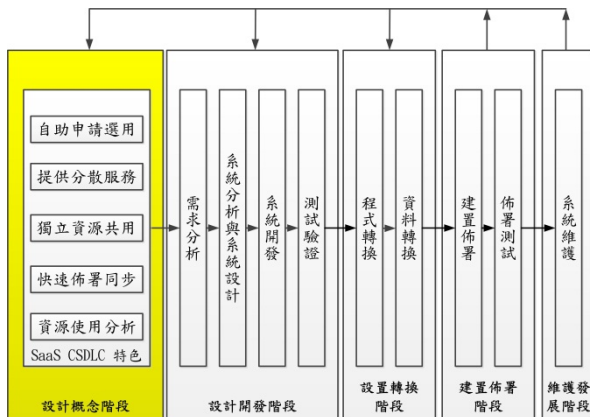 自助申請選用
提供分散服務
獨立資源共用
快速佈署同步
資源使用分析
SaaS CSDLC 特色
設計概念階段
需求分析
系統分析與系統設計
系統開發
測試驗證
設計開發階段
程式轉換
資料轉換
設置轉換
階段
建置佈署
佈署測試
建置佈署
階段
系統維護
維護發
展階段